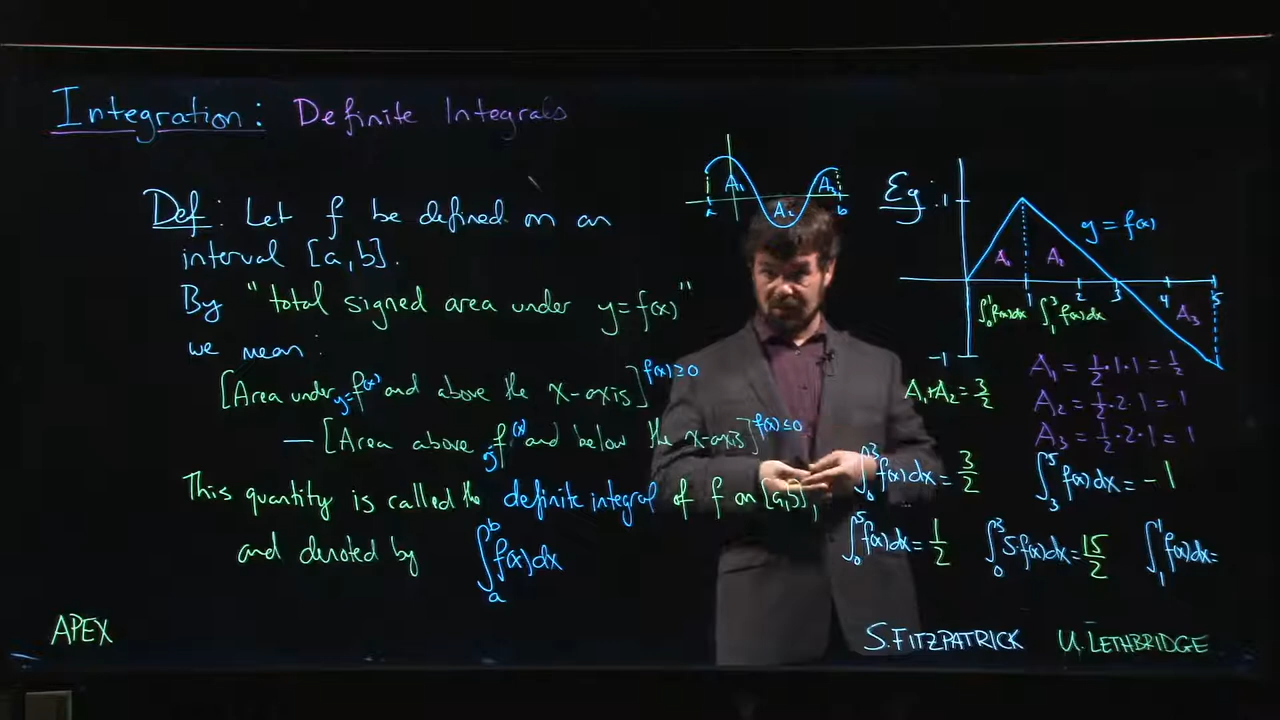 Integration: Definite Integrals
Def: Let f be defined on an
interval [a,b].
By "total signed area under y=f(x)"
we mean:
[Area under y=f(x) and above the x-axis] f(x)≥0
— [Area above y=f(x) and below the x-axis] f(x)≤0
This quantity is called the definite integral of f on [a,b],
and denoted by ∫_a^b f(x)dx
A₁ A₂ A₃
a b
Eg:
1
y=f(x)
A₁ A₂
1 2 3 4 5
∫_0^1 f(x)dx ∫_1^3 f(x)dx
A₃
-1
A₁ = ½·1·1 = ½
A₁+A₂ = 3/2
A₂ = ½·2·1 = 1
A₃ = ½·2·1 = 1
∫_0^3 f(x)dx = 3/2 ∫_3^5 f(x)dx = -1
∫_0^5 f(x)dx = 1/2 ∫_0^3 5·f(x)dx = 15/2 ∫_1^1 f(x)dx =
APEX
S.FITZPATRICK U.LETHBRIDGE